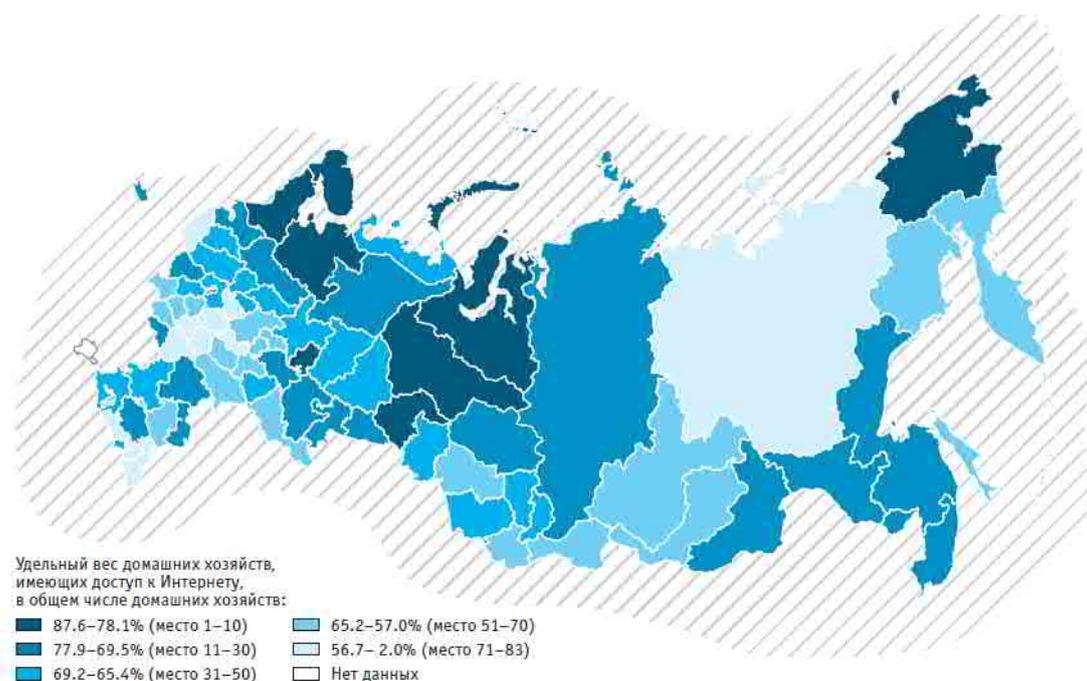 Удельный вес домашних хозяйств,
имеющих доступ к Интернету,
в общем числе домашних хозяйств:
87.6–78.1% (место 1–10)
77.9–69.5% (место 11–30)
69.2–65.4% (место 31–50)
65.2–57.0% (место 51–70)
56.7– 2.0% (место 71–83)
Нет данных